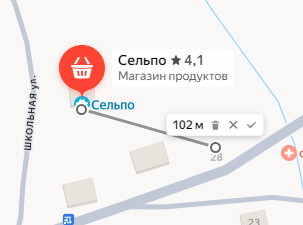 Сельпо ★ 4,1
Магазин продуктов
Сельпо
ШКОЛЬНАЯ УЛ.
102 м
28
23